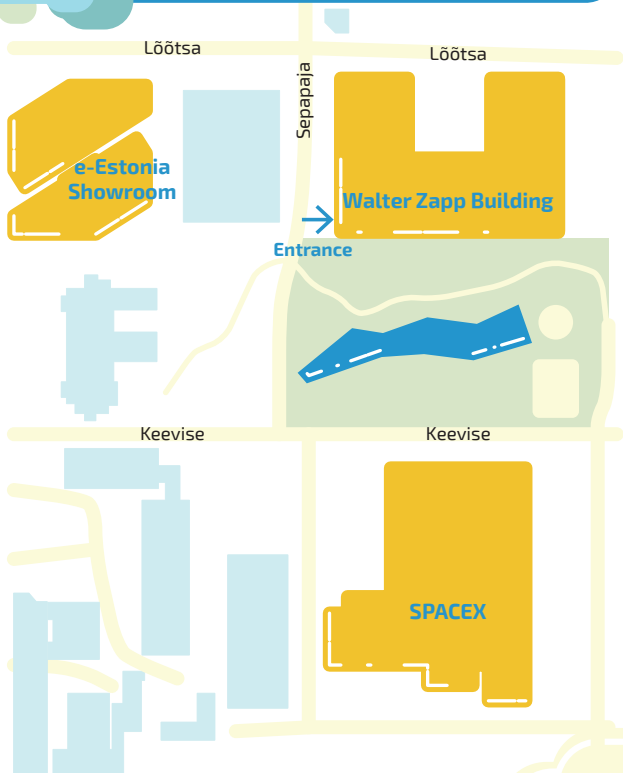 Lõõtsa
Lõõtsa
Sepapaja
e-Estonia
Showroom
Walter Zapp Building
Entrance
Keevise
Keevise
SPACEX